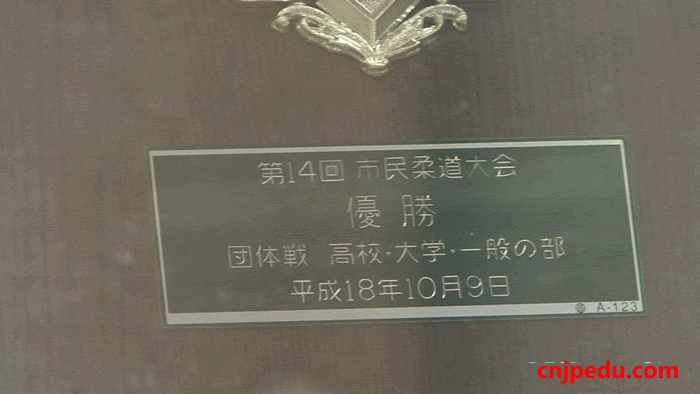 第14回 市民柔道大会
優勝
団体戦 高校・大学・一般の部
平成18年10月9日
A-123
cnjpedu.com